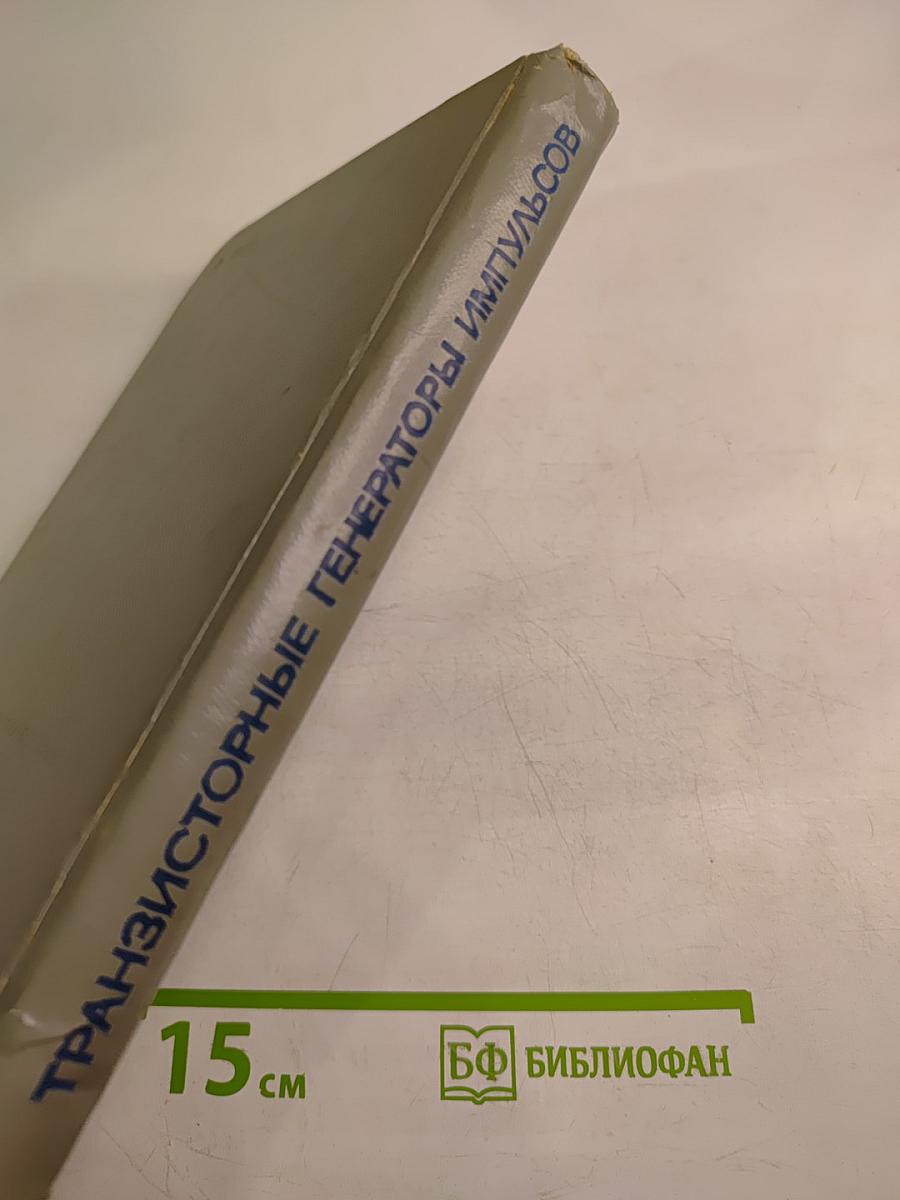 ТРАНЗИСТОРНЫЕ ГЕНЕРАТОРЫ ИМПУЛЬСОВ
15 см
БФ БИБЛИОФАН